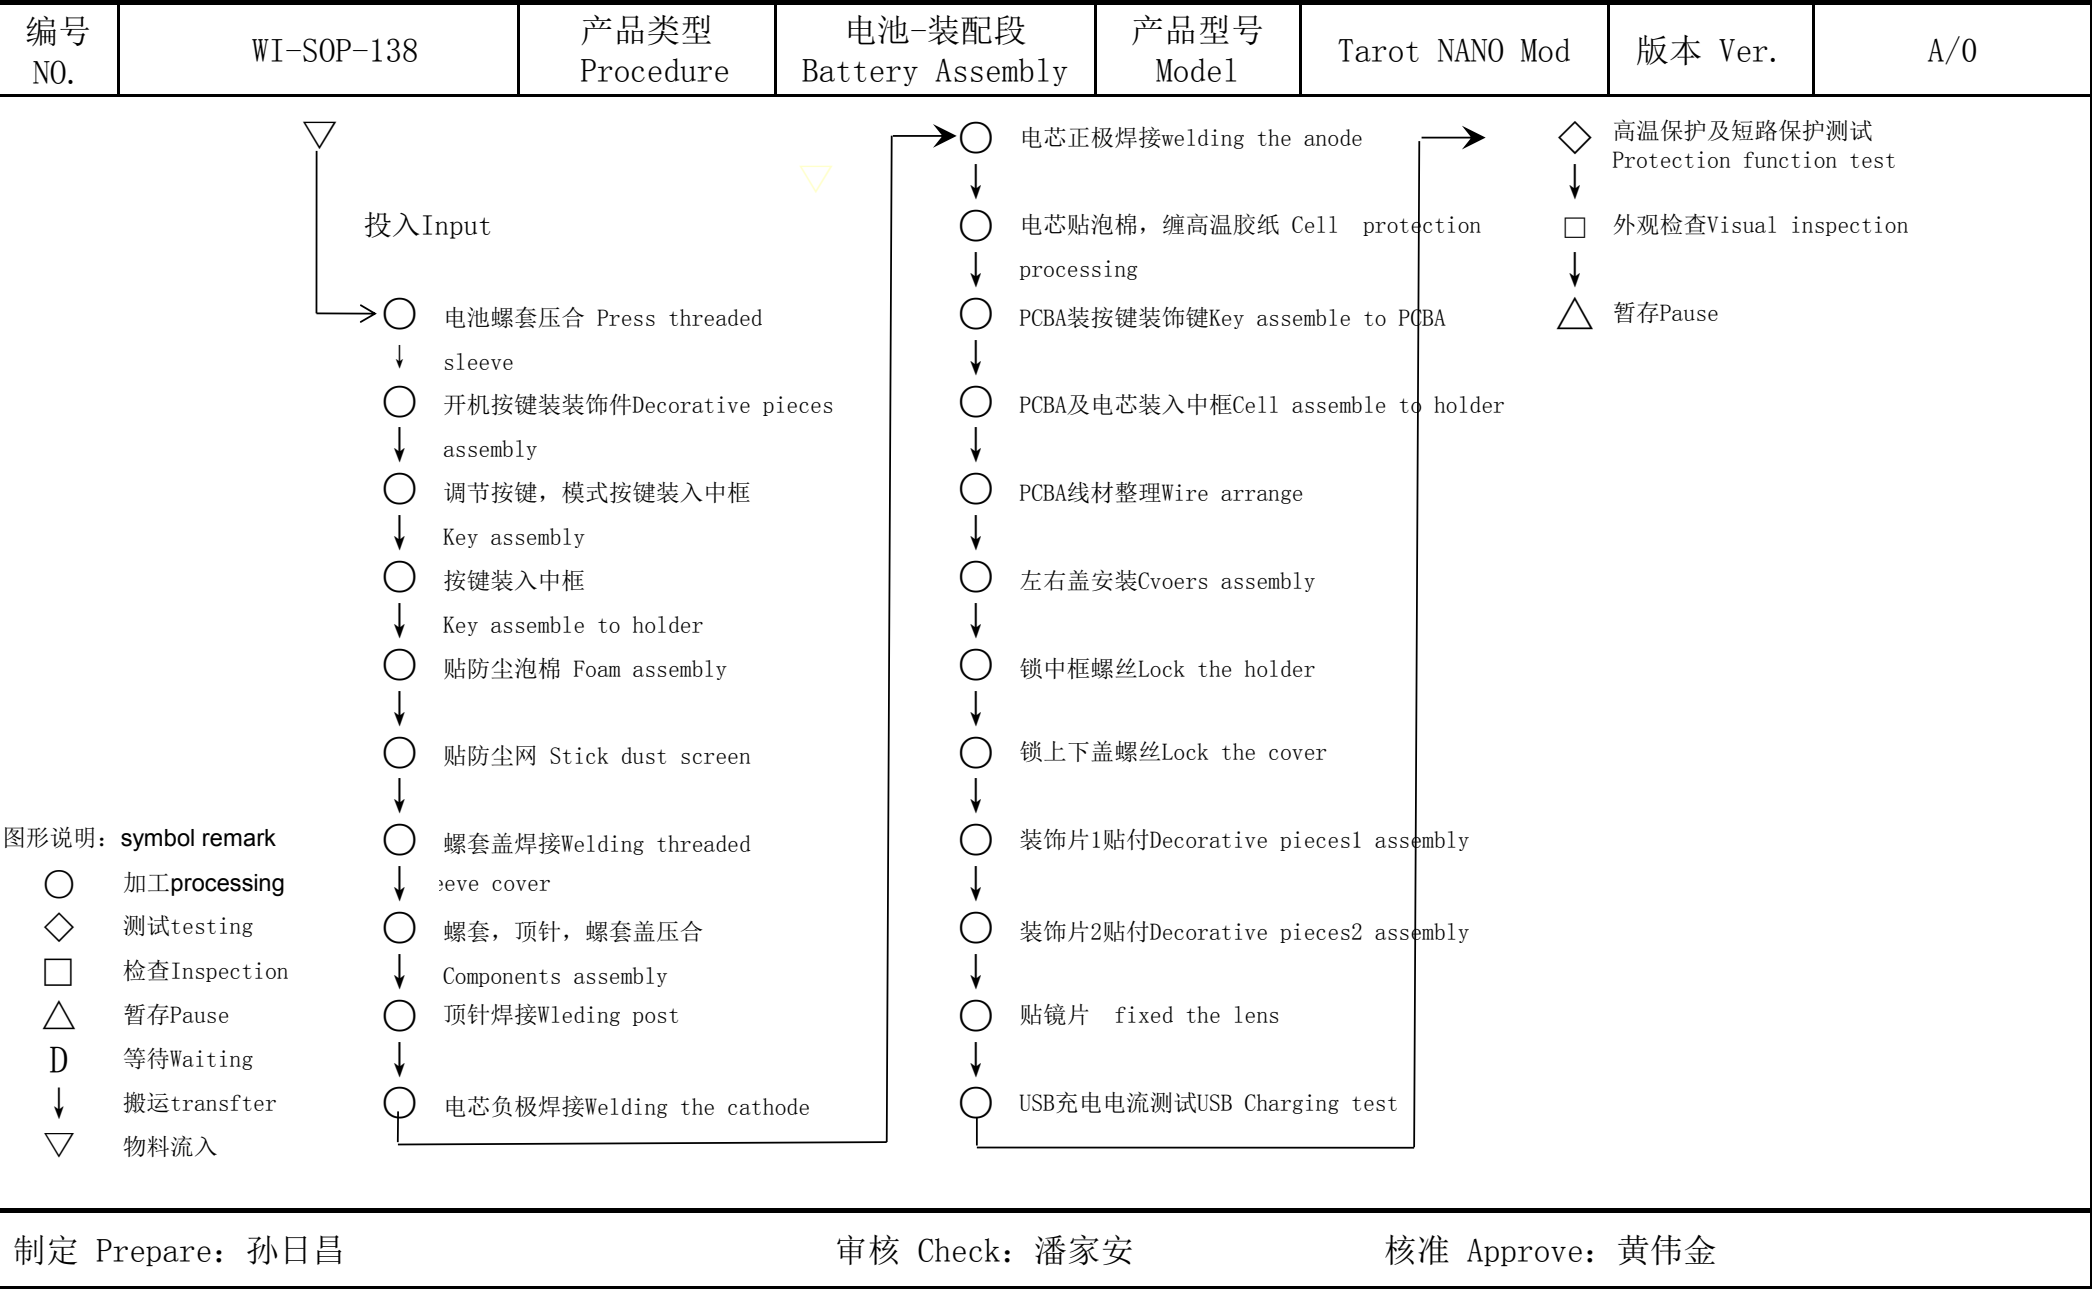 编号
NO.
WI-SOP-138
产品类型
Procedure
电池-装配段
Battery Assembly
产品型号
Model
Tarot NANO Mod
版本 Ver.
A/0
投入Input
电池螺套压合 Press threaded
sleeve
开机按键装装饰件Decorative pieces
assembly
调节按键，模式按键装入中框
Key assembly
按键装入中框
Key assemble to holder
贴防尘泡棉 Foam assembly
贴防尘网 Stick dust screen
螺套盖焊接Welding threaded
eeve cover
螺套，顶针，螺套盖压合
Components assembly
顶针焊接Wleding post
电芯负极焊接Welding the cathode
电芯正极焊接welding the anode
电芯贴泡棉，缠高温胶纸 Cell protection
processing
PCBA装按键装饰键Key assemble to PCBA
PCBA及电芯装入中框Cell assemble to holder
PCBA线材整理Wire arrange
左右盖安装Cvoers assembly
锁中框螺丝Lock the holder
锁上下盖螺丝Lock the cover
装饰片1贴付Decorative pieces1 assembly
装饰片2贴付Decorative pieces2 assembly
贴镜片 fixed the lens
USB充电电流测试USB Charging test
高温保护及短路保护测试
Protection function test
外观检查Visual inspection
暂存Pause
图形说明：symbol remark
加工processing
测试testing
检查Inspection
暂存Pause
D 等待Waiting
搬运transfter
物料流入
制定 Prepare：孙日昌
审核 Check：潘家安
核准 Approve：黄伟金